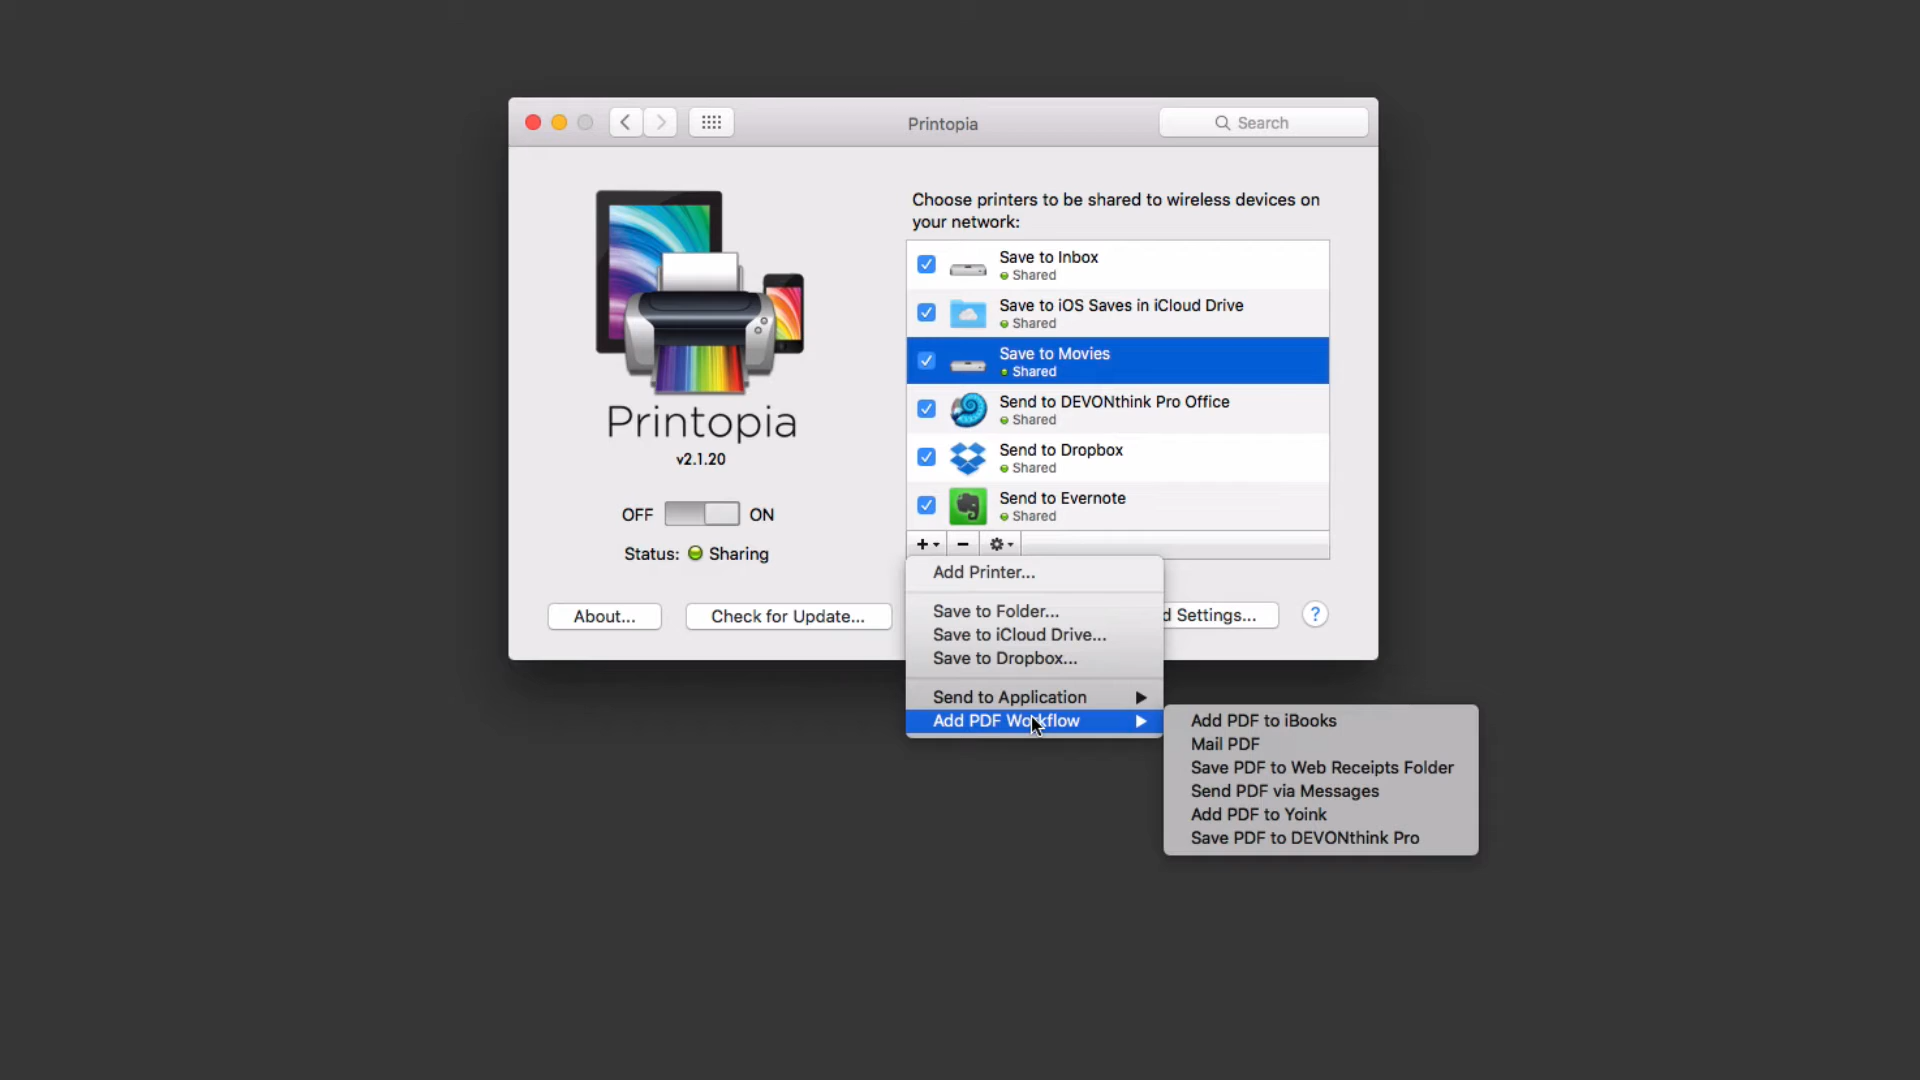 Printopia
Search
Choose printers to be shared to wireless devices on
your network:
Save to Inbox
Shared
Save to iOS Saves in iCloud Drive
Shared
Save to Movies
Shared
Send to DEVONthink Pro Office
Shared
Send to Dropbox
Shared
Send to Evernote
Shared
Printopia
v2.1.20
OFF ON
Status: Sharing
About...
Check for Update...
d Settings...
?
Add Printer...
Save to Folder...
Save to iCloud Drive...
Save to Dropbox...
Send to Application
Add PDF Workflow
Add PDF to iBooks
Mail PDF
Save PDF to Web Receipts Folder
Send PDF via Messages
Add PDF to Yoink
Save PDF to DEVONthink Pro